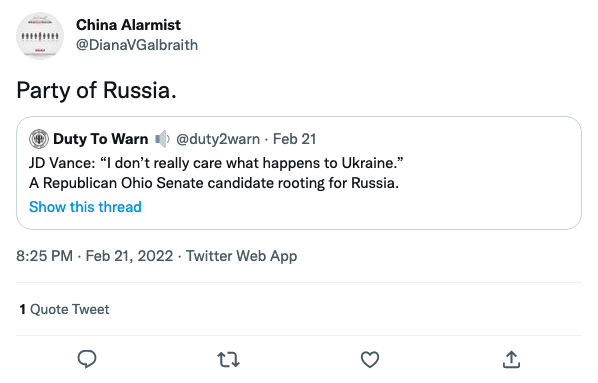 China Alarmist
@DianaVGalbraith
Party of Russia.
Duty To Warn 🔊 @duty2warn · Feb 21
JD Vance: “I don’t really care what happens to Ukraine.”
A Republican Ohio Senate candidate rooting for Russia.
Show this thread
8:25 PM · Feb 21, 2022 · Twitter Web App
1 Quote Tweet